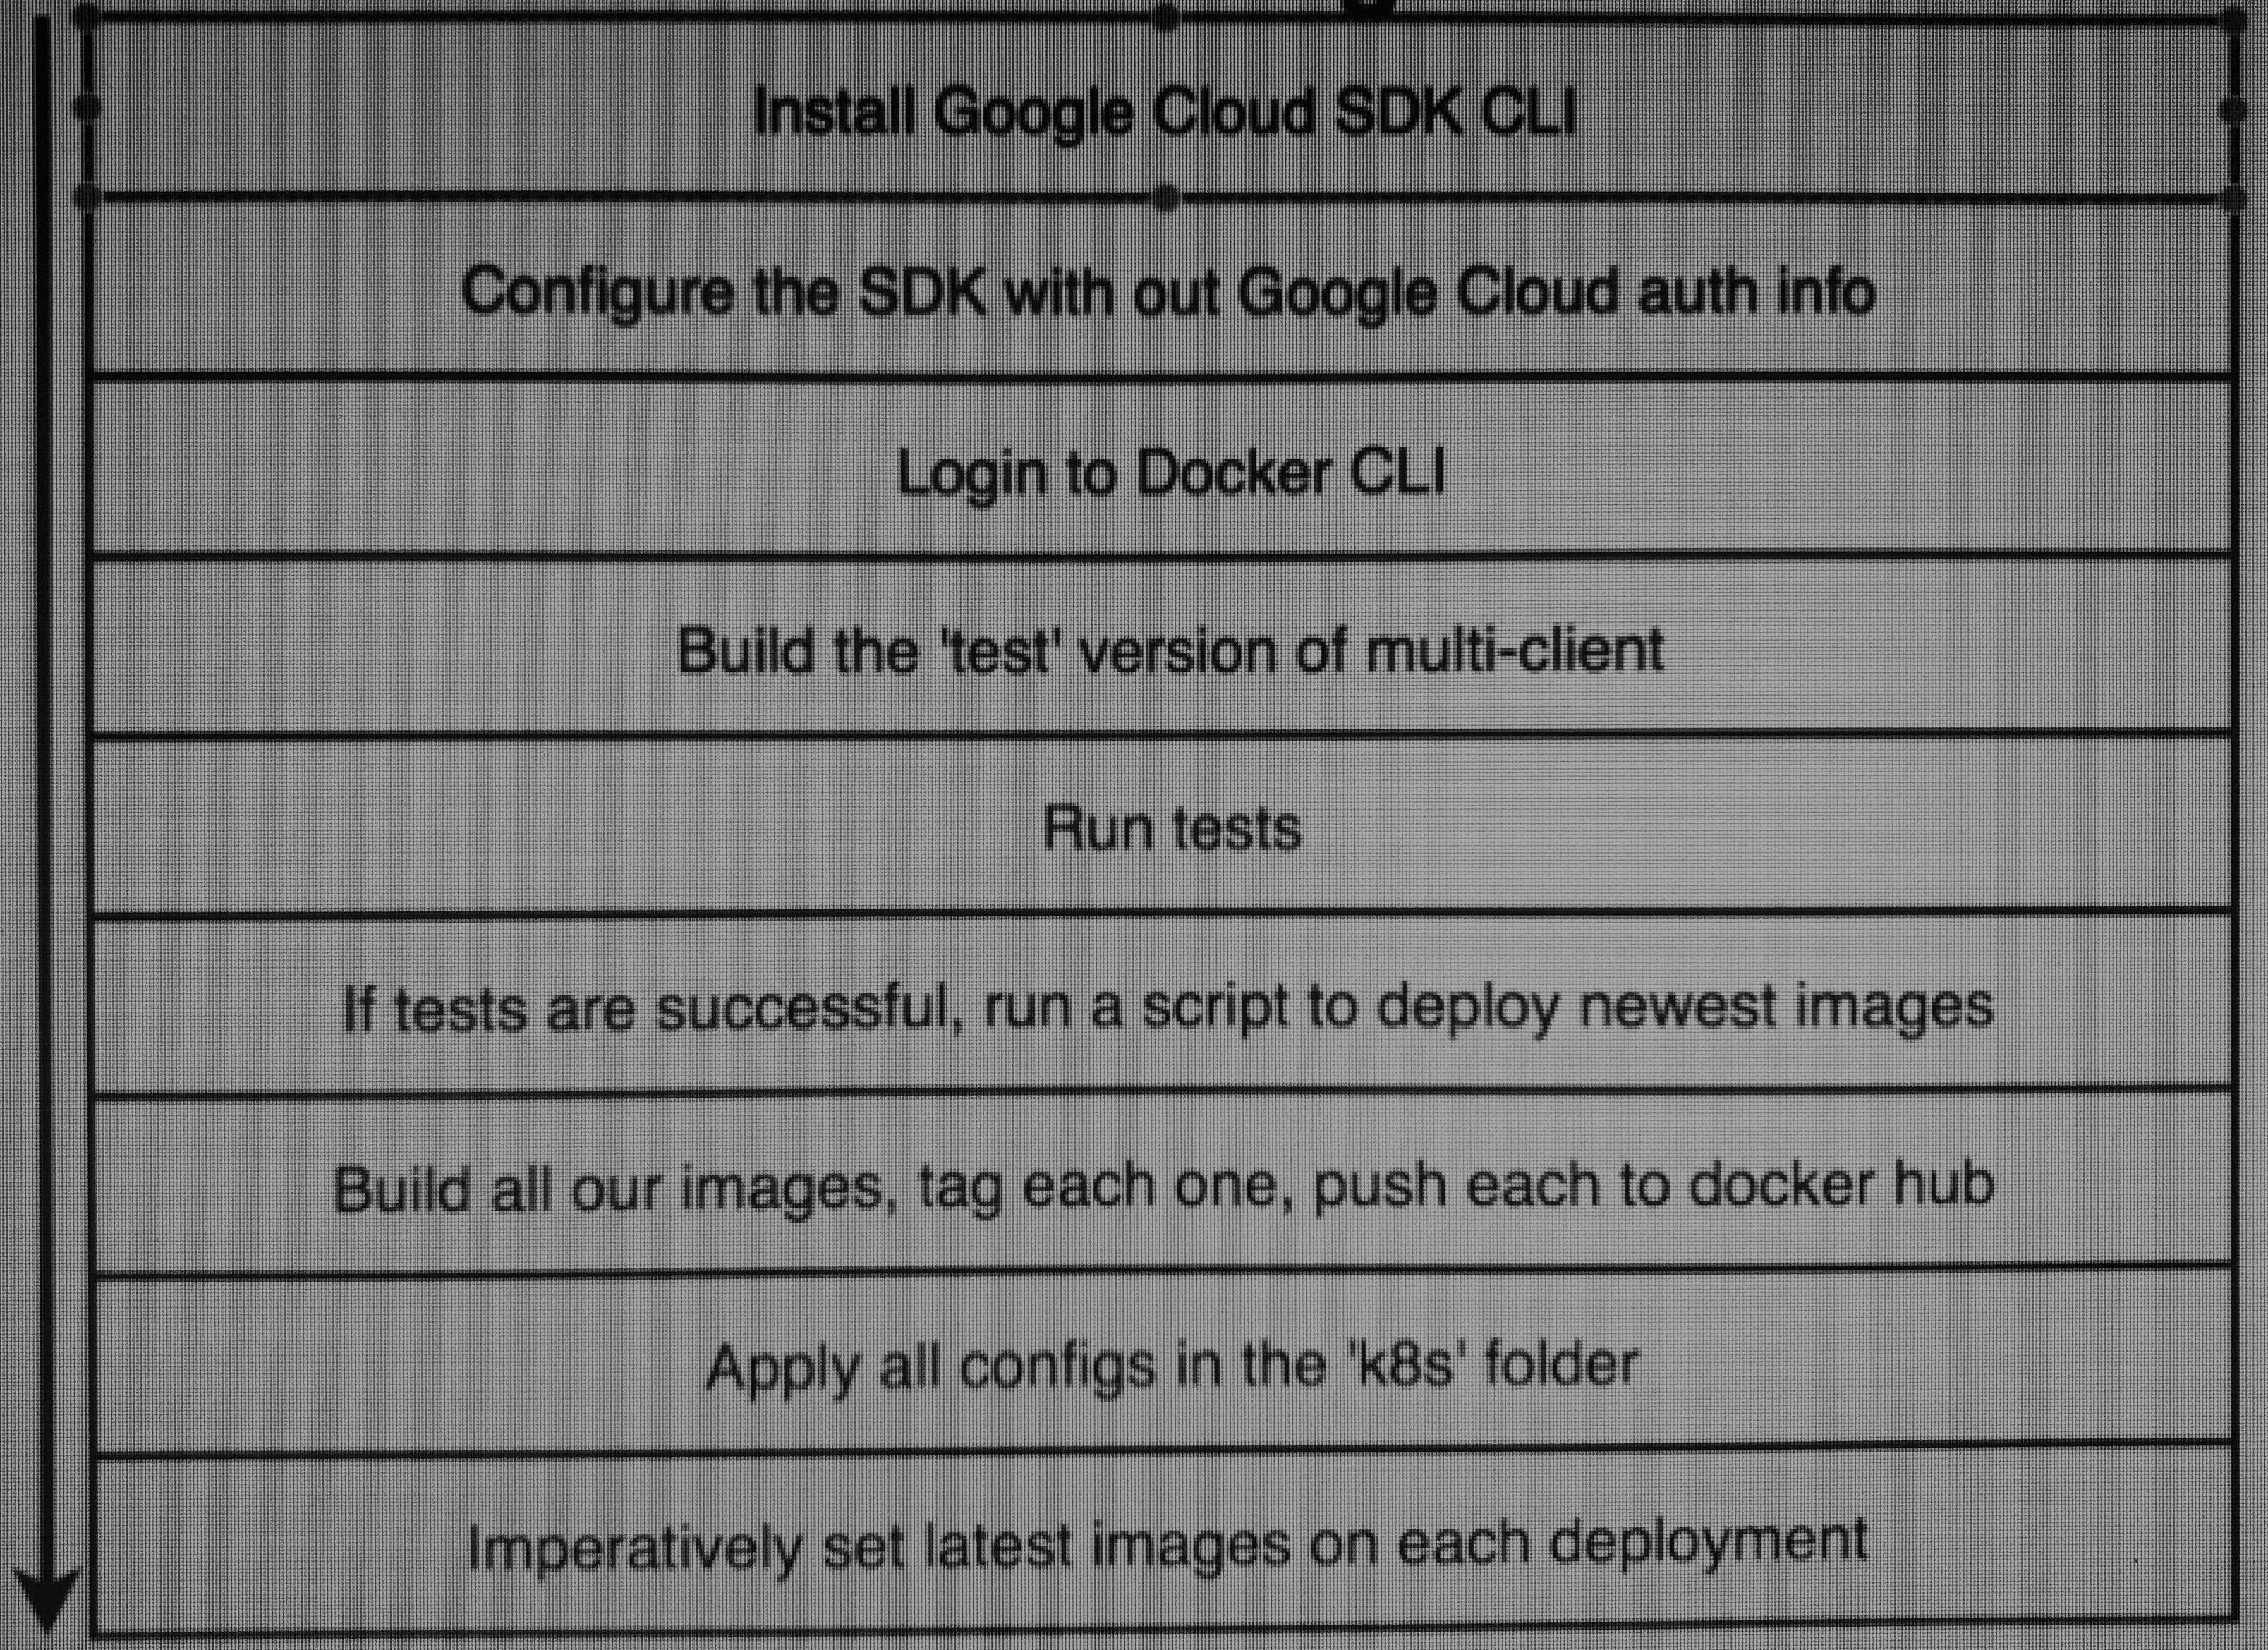 Install Google Cloud SDK CLI
Configure the SDK with out Google Cloud auth info
Login to Docker CLI
Build the 'test' version of multi-client
Run tests
If tests are successful, run a script to deploy newest images
Build all our images, tag each one, push each to docker hub
Apply all configs in the 'k8s' folder
Imperatively set latest images on each deployment